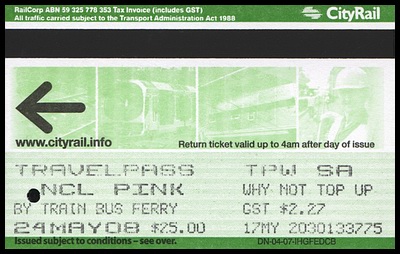 RailCorp ABN 59 325 778 353 Tax Invoice (includes GST)
All traffic carried subject to the Transport Administration Act 1988
CityRail
www.cityrail.info
Return ticket valid up to 4am after day of issue
TRAVELPASS TPW SA
NCL PINK WHY NOT TOP UP
BY TRAIN BUS FERRY GST $2.27
24MAY08 $25.00 17MY 2030133775
Issued subject to conditions – see over. DN-04-07-IHGFEDCB